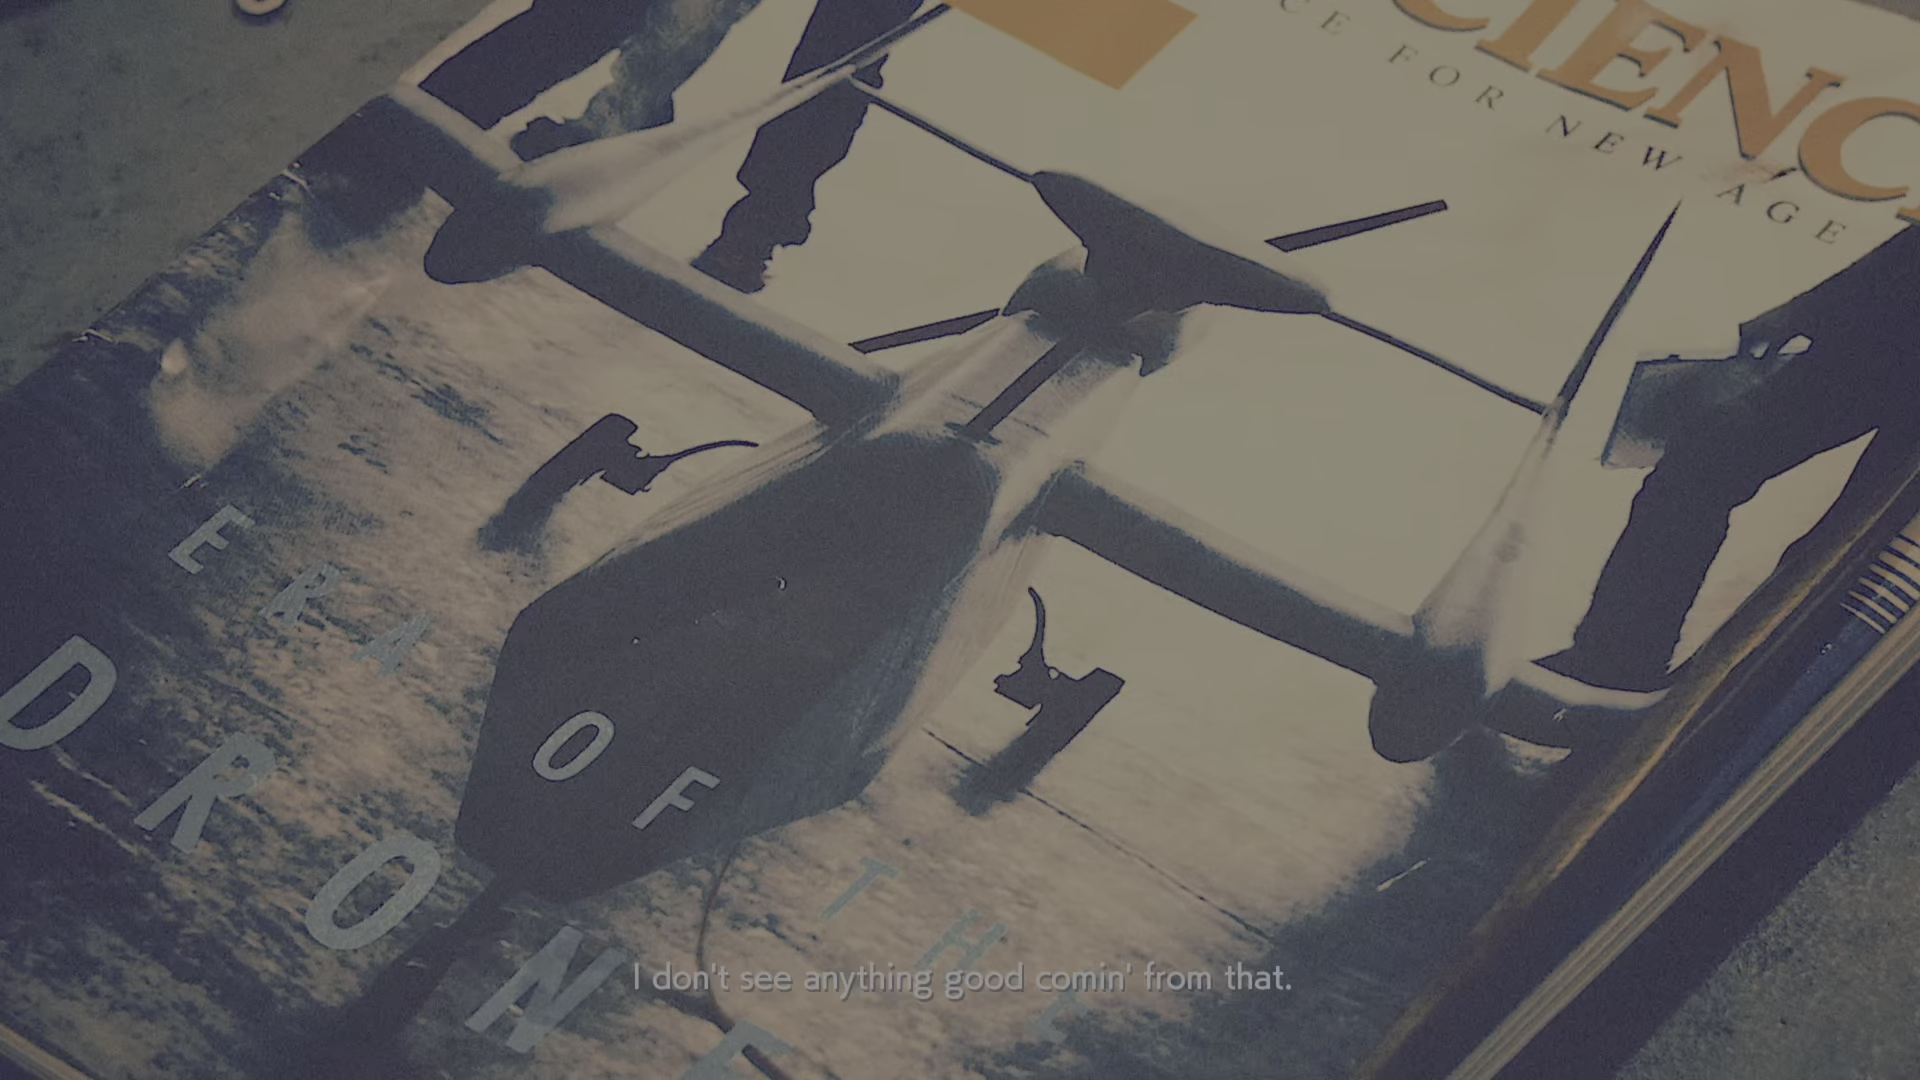 CIENC
CE FOR NEW AGE
ERA
OF
THE
DRONE
I don't see anything good comin' from that.